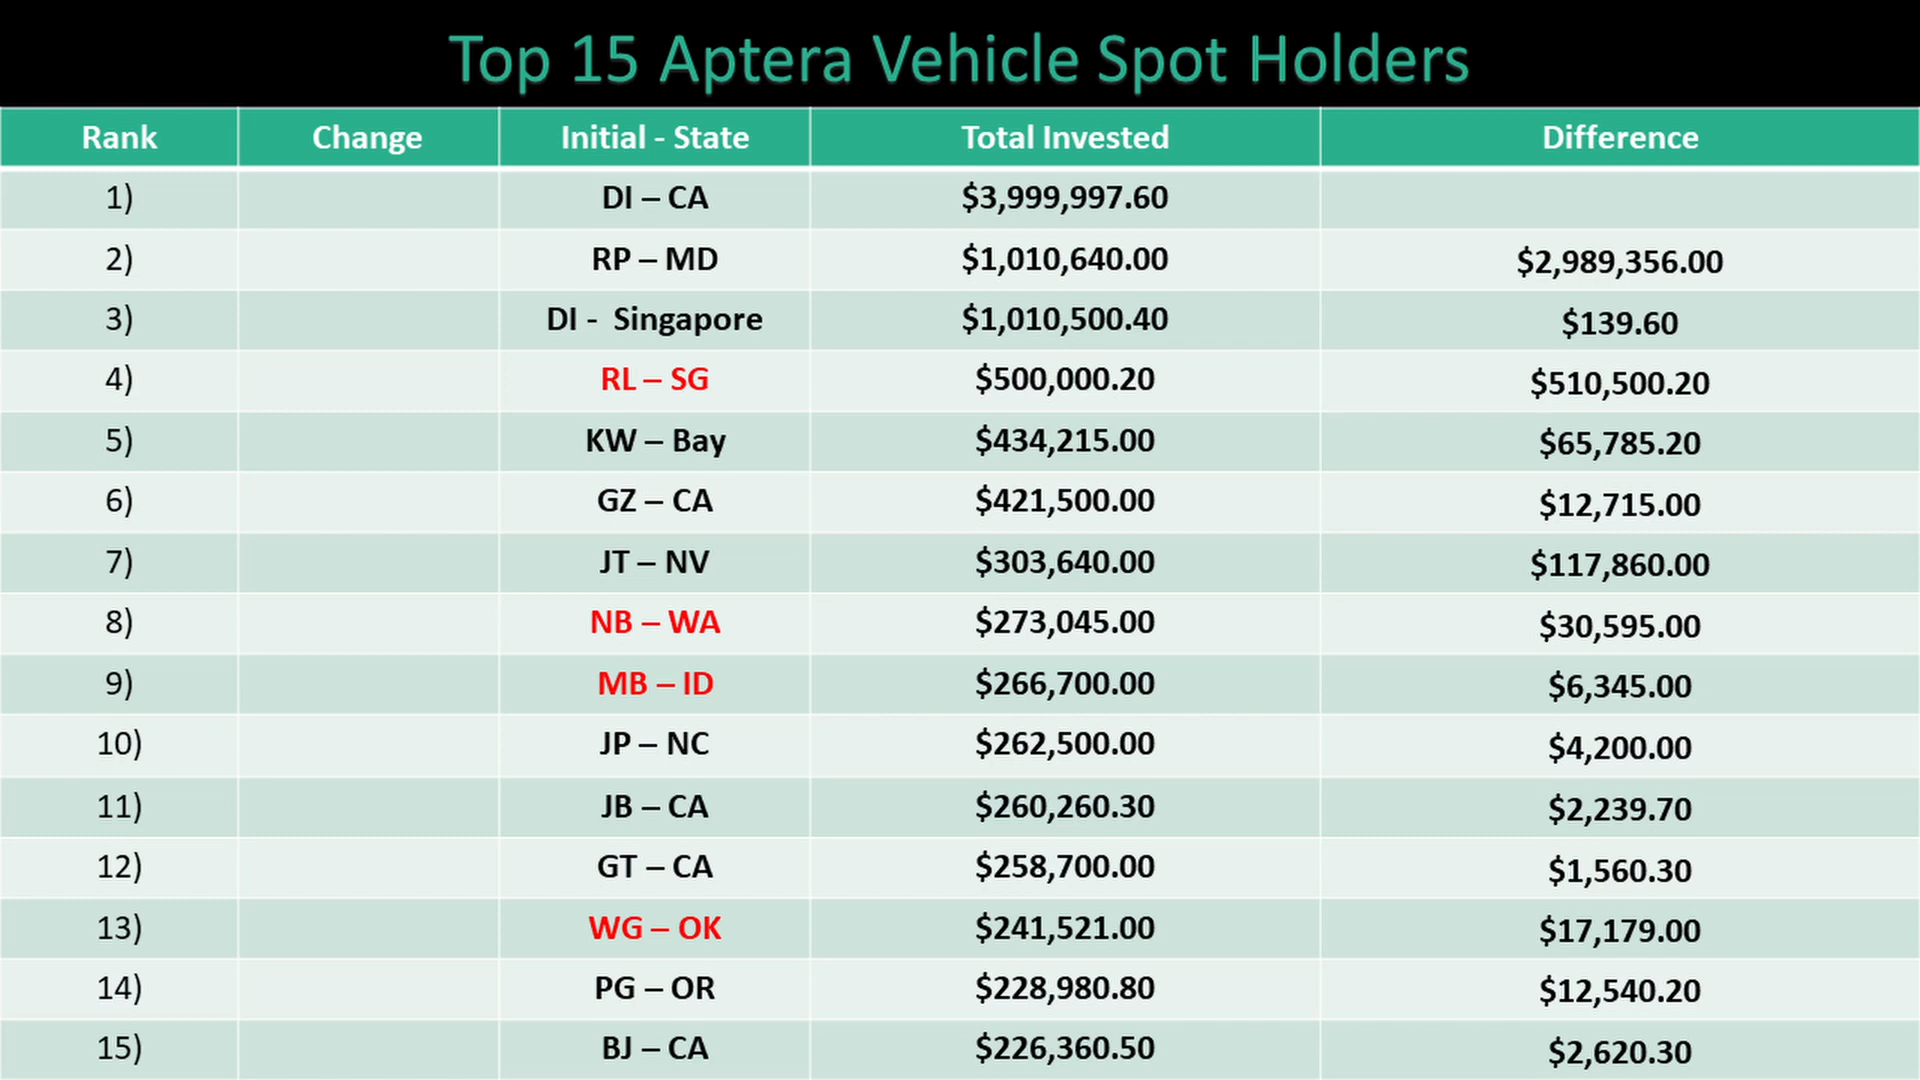 Top 15 Aptera Vehicle Spot Holders
Rank Change Initial - State Total Invested Difference
1) DI – CA $3,999,997.60
2) RP – MD $1,010,640.00 $2,989,356.00
3) DI - Singapore $1,010,500.40 $139.60
4) RL – SG $500,000.20 $510,500.20
5) KW – Bay $434,215.00 $65,785.20
6) GZ – CA $421,500.00 $12,715.00
7) JT – NV $303,640.00 $117,860.00
8) NB – WA $273,045.00 $30,595.00
9) MB – ID $266,700.00 $6,345.00
10) JP – NC $262,500.00 $4,200.00
11) JB – CA $260,260.30 $2,239.70
12) GT – CA $258,700.00 $1,560.30
13) WG – OK $241,521.00 $17,179.00
14) PG – OR $228,980.80 $12,540.20
15) BJ – CA $226,360.50 $2,620.30